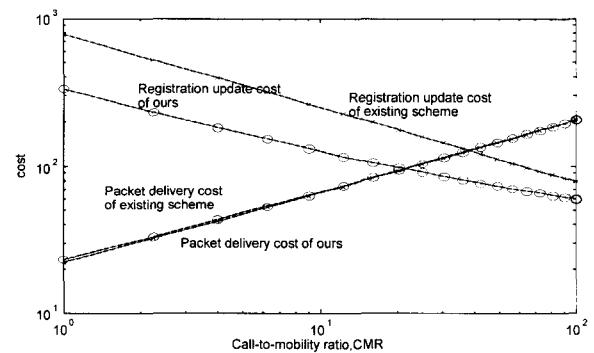 10^3
Registration update cost
of ours
Registration update cost
of existing scheme
cost
10^2
Packet delivery cost
of existing scheme
Packet delivery cost of ours
10^1
10^0
10^1
10^2
Call-to-mobility ratio,CMR